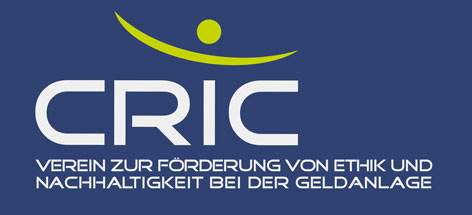 CRIC
VEREIN ZUR FÖRDERUNG VON ETHIK UND
NACHHALTIGKEIT BEI DER GELDANLAGE